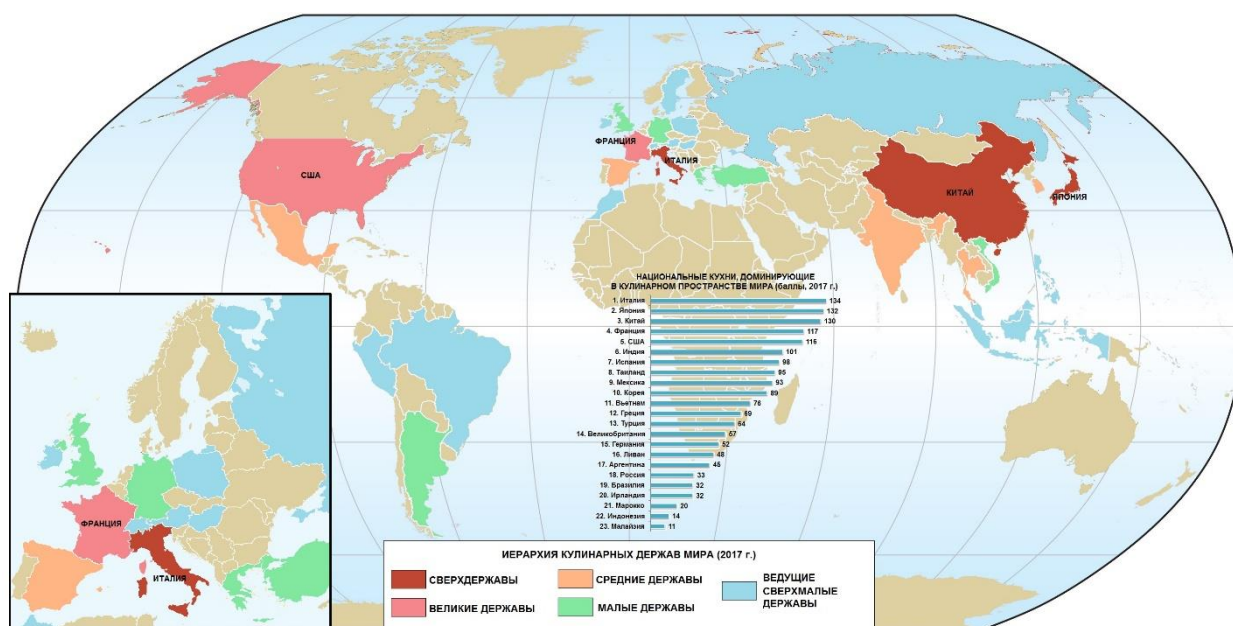 ФРАНЦИЯ
ИТАЛИЯ
США
КИТАЙ
ЯПОНИЯ
НАЦИОНАЛЬНЫЕ КУХНИ, ДОМИНИРУЮЩИЕ
В КУЛИНАРНОМ ПРОСТРАНСТВЕ МИРА (баллы, 2017 г.)
1. Италия 134
2. Япония 132
3. Китай 130
4. Франция 117
5. США 116
6. Индия 101
7. Испания 98
8. Таиланд 95
9. Мексика 93
10. Корея 89
11. Вьетнам 76
12. Греция 69
13. Турция 64
14. Великобритания 57
15. Германия 52
16. Ливан 48
17. Аргентина 45
18. Россия 33
19. Бразилия 32
20. Ирландия 32
21. Марокко 20
22. Индонезия 14
23. Малайзия 11
ФРАНЦИЯ
ИТАЛИЯ
ИЕРАРХИЯ КУЛИНАРНЫХ ДЕРЖАВ МИРА (2017 г.)
СВЕРХДЕРЖАВЫ
ВЕЛИКИЕ ДЕРЖАВЫ
СРЕДНИЕ ДЕРЖАВЫ
МАЛЫЕ ДЕРЖАВЫ
ВЕДУЩИЕ
СВЕРХМАЛЫЕ
ДЕРЖАВЫ